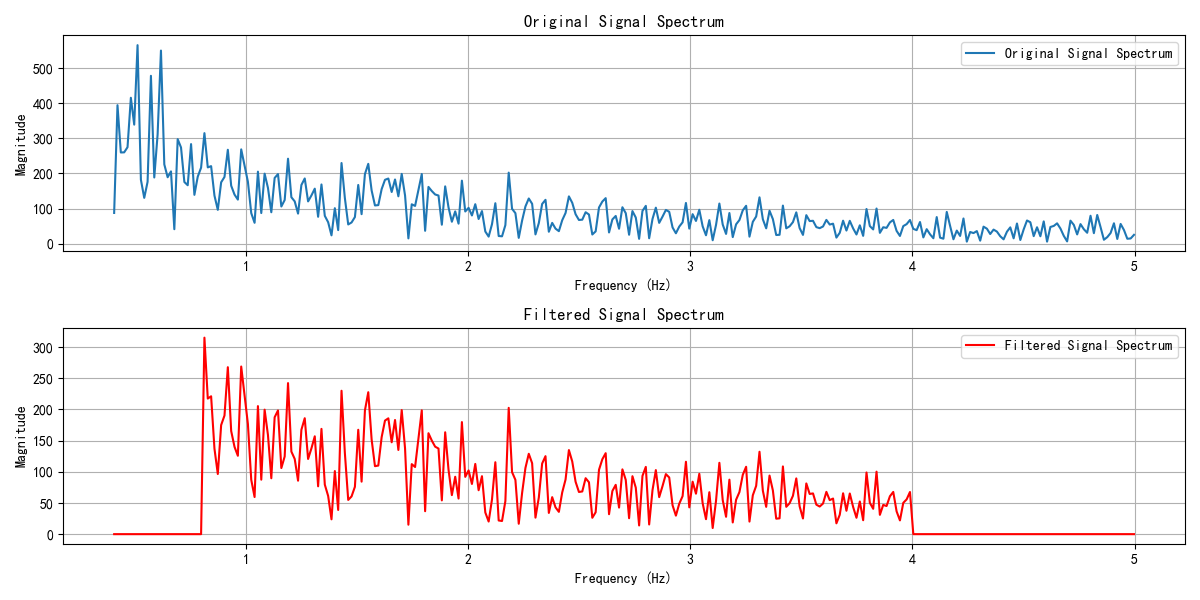 Original Signal Spectrum
Original Signal Spectrum
500
400
300
200
100
0
Magnitude
1 2 3 4 5
Frequency (Hz)
Filtered Signal Spectrum
Filtered Signal Spectrum
300
250
200
150
100
50
0
Magnitude
1 2 3 4 5
Frequency (Hz)